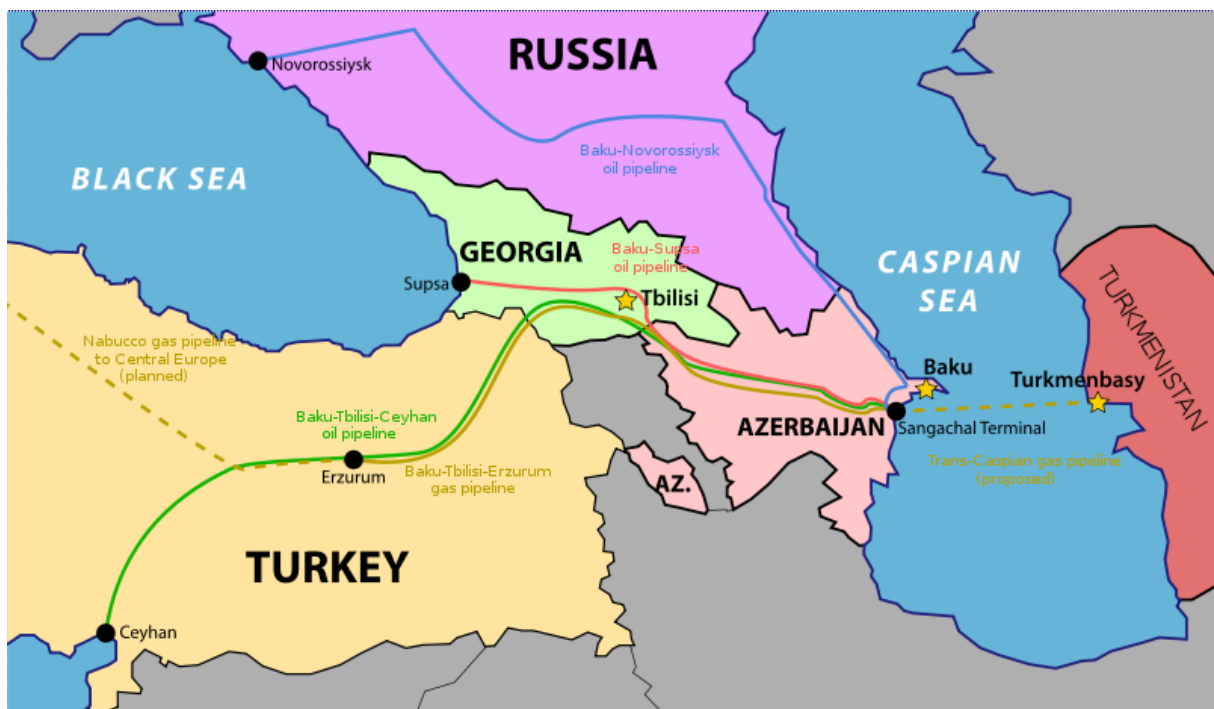 RUSSIA
Novorossiysk
Baku-Novorossiysk
oil pipeline
BLACK SEA
GEORGIA
Baku-Supsa
oil pipeline
CASPIAN
SEA
Supsa
Tbilisi
TURKMENISTAN
Nabucco gas pipeline
to Central Europe
(planned)
Baku
Turkmenbasy
Baku-Tbilisi-Ceyhan
oil pipeline
AZERBAIJAN
Sangachal Terminal
Erzurum
Baku-Tbilisi-Erzurum
gas pipeline
Trans-Caspian gas pipeline
(proposed)
AZ.
TURKEY
Ceyhan